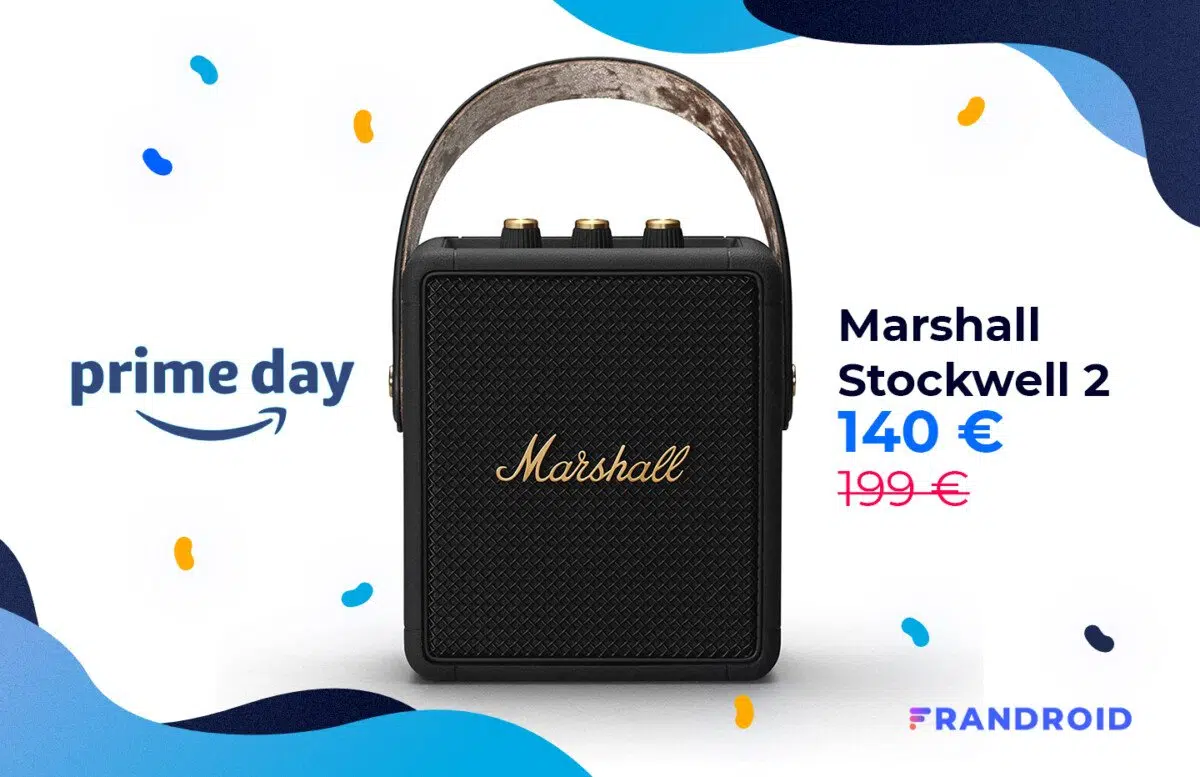 prime day
Marshall
Marshall
Stockwell 2
140 €
199 €
FRANDROID